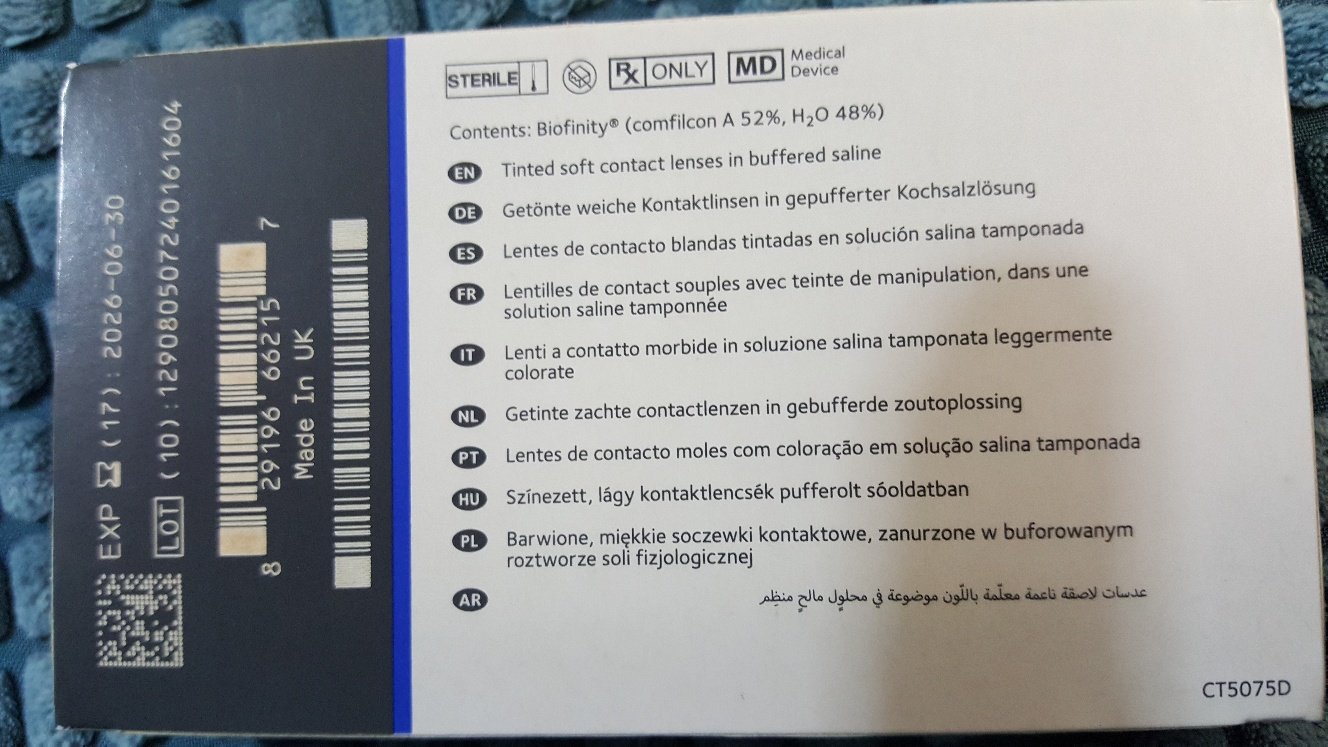 STERILE
Rx ONLY
MD
Medical
Device
Contents: Biofinity® (comfilcon A 52%, H₂O 48%)
EN Tinted soft contact lenses in buffered saline
DE Getönte weiche Kontaktlinsen in gepufferter Kochsalzlösung
ES Lentes de contacto blandas tintadas en solución salina tamponada
FR Lentilles de contact souples avec teinte de manipulation, dans une
solution saline tamponnée
IT Lenti a contatto morbide in soluzione salina tamponata leggermente
colorate
NL Getinte zachte contactlenzen in gebufferde zoutoplossing
PT Lentes de contacto moles com coloração em solução salina tamponada
HU Színezett, lágy kontaktlencsék pufferolt sóoldatban
PL Barwione, miękkie soczewki kontaktowe, zanurzone w buforowanym
roztworze soli fizjologicznej
AR عدسات لاصقة ناعمة معلّمة باللّون موضوعة في محلولٍ مالحٍ منظِم
CT5075D
EXP (17): 2026-06-30
LOT (10):129080507240161604
8 29196 66215 7
Made In UK